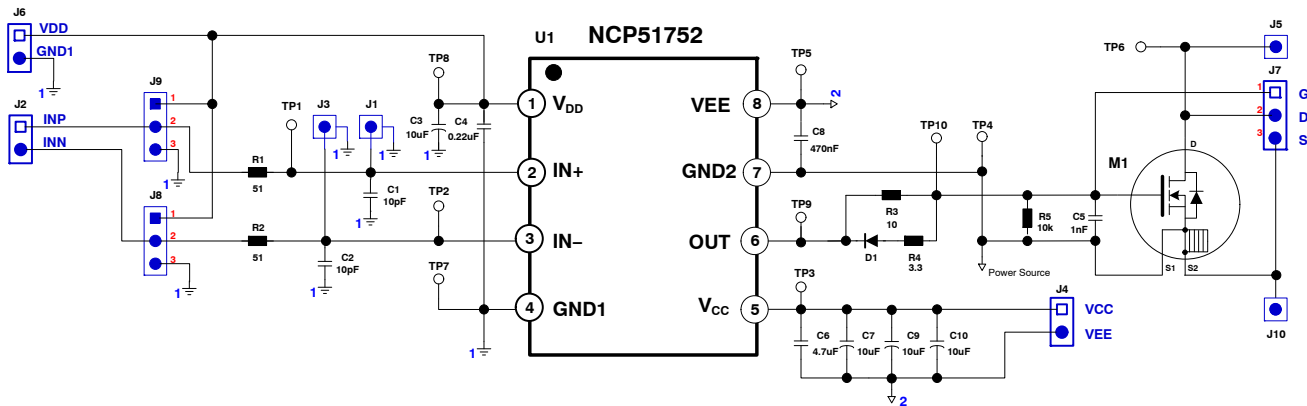 NCP51752
U1
J6
VDD
GND1
1
J2
INP
INN
J9
1
2
3
1
J8
1
2
3
1
R1
51
R2
51
TP1
J3
1
J1
1
C1
10pF
1
C2
10pF
1
TP2
TP7
TP8
C3
10uF
1
C4
0.22uF
1
1
VDD
2
IN+
3
IN–
4
GND1
VEE
8
GND2
7
OUT
6
VCC
5
TP5
2
C8
470nF
TP9
TP10
TP4
R3
10
D1
R4
3.3
Power Source
R5
10k
C5
1nF
TP3
C6
4.7uF
C7
10uF
C9
10uF
C10
10uF
2
J4
VCC
VEE
M1
D
S1
S2
TP6
J5
J7
1
G
2
D
3
S
J10